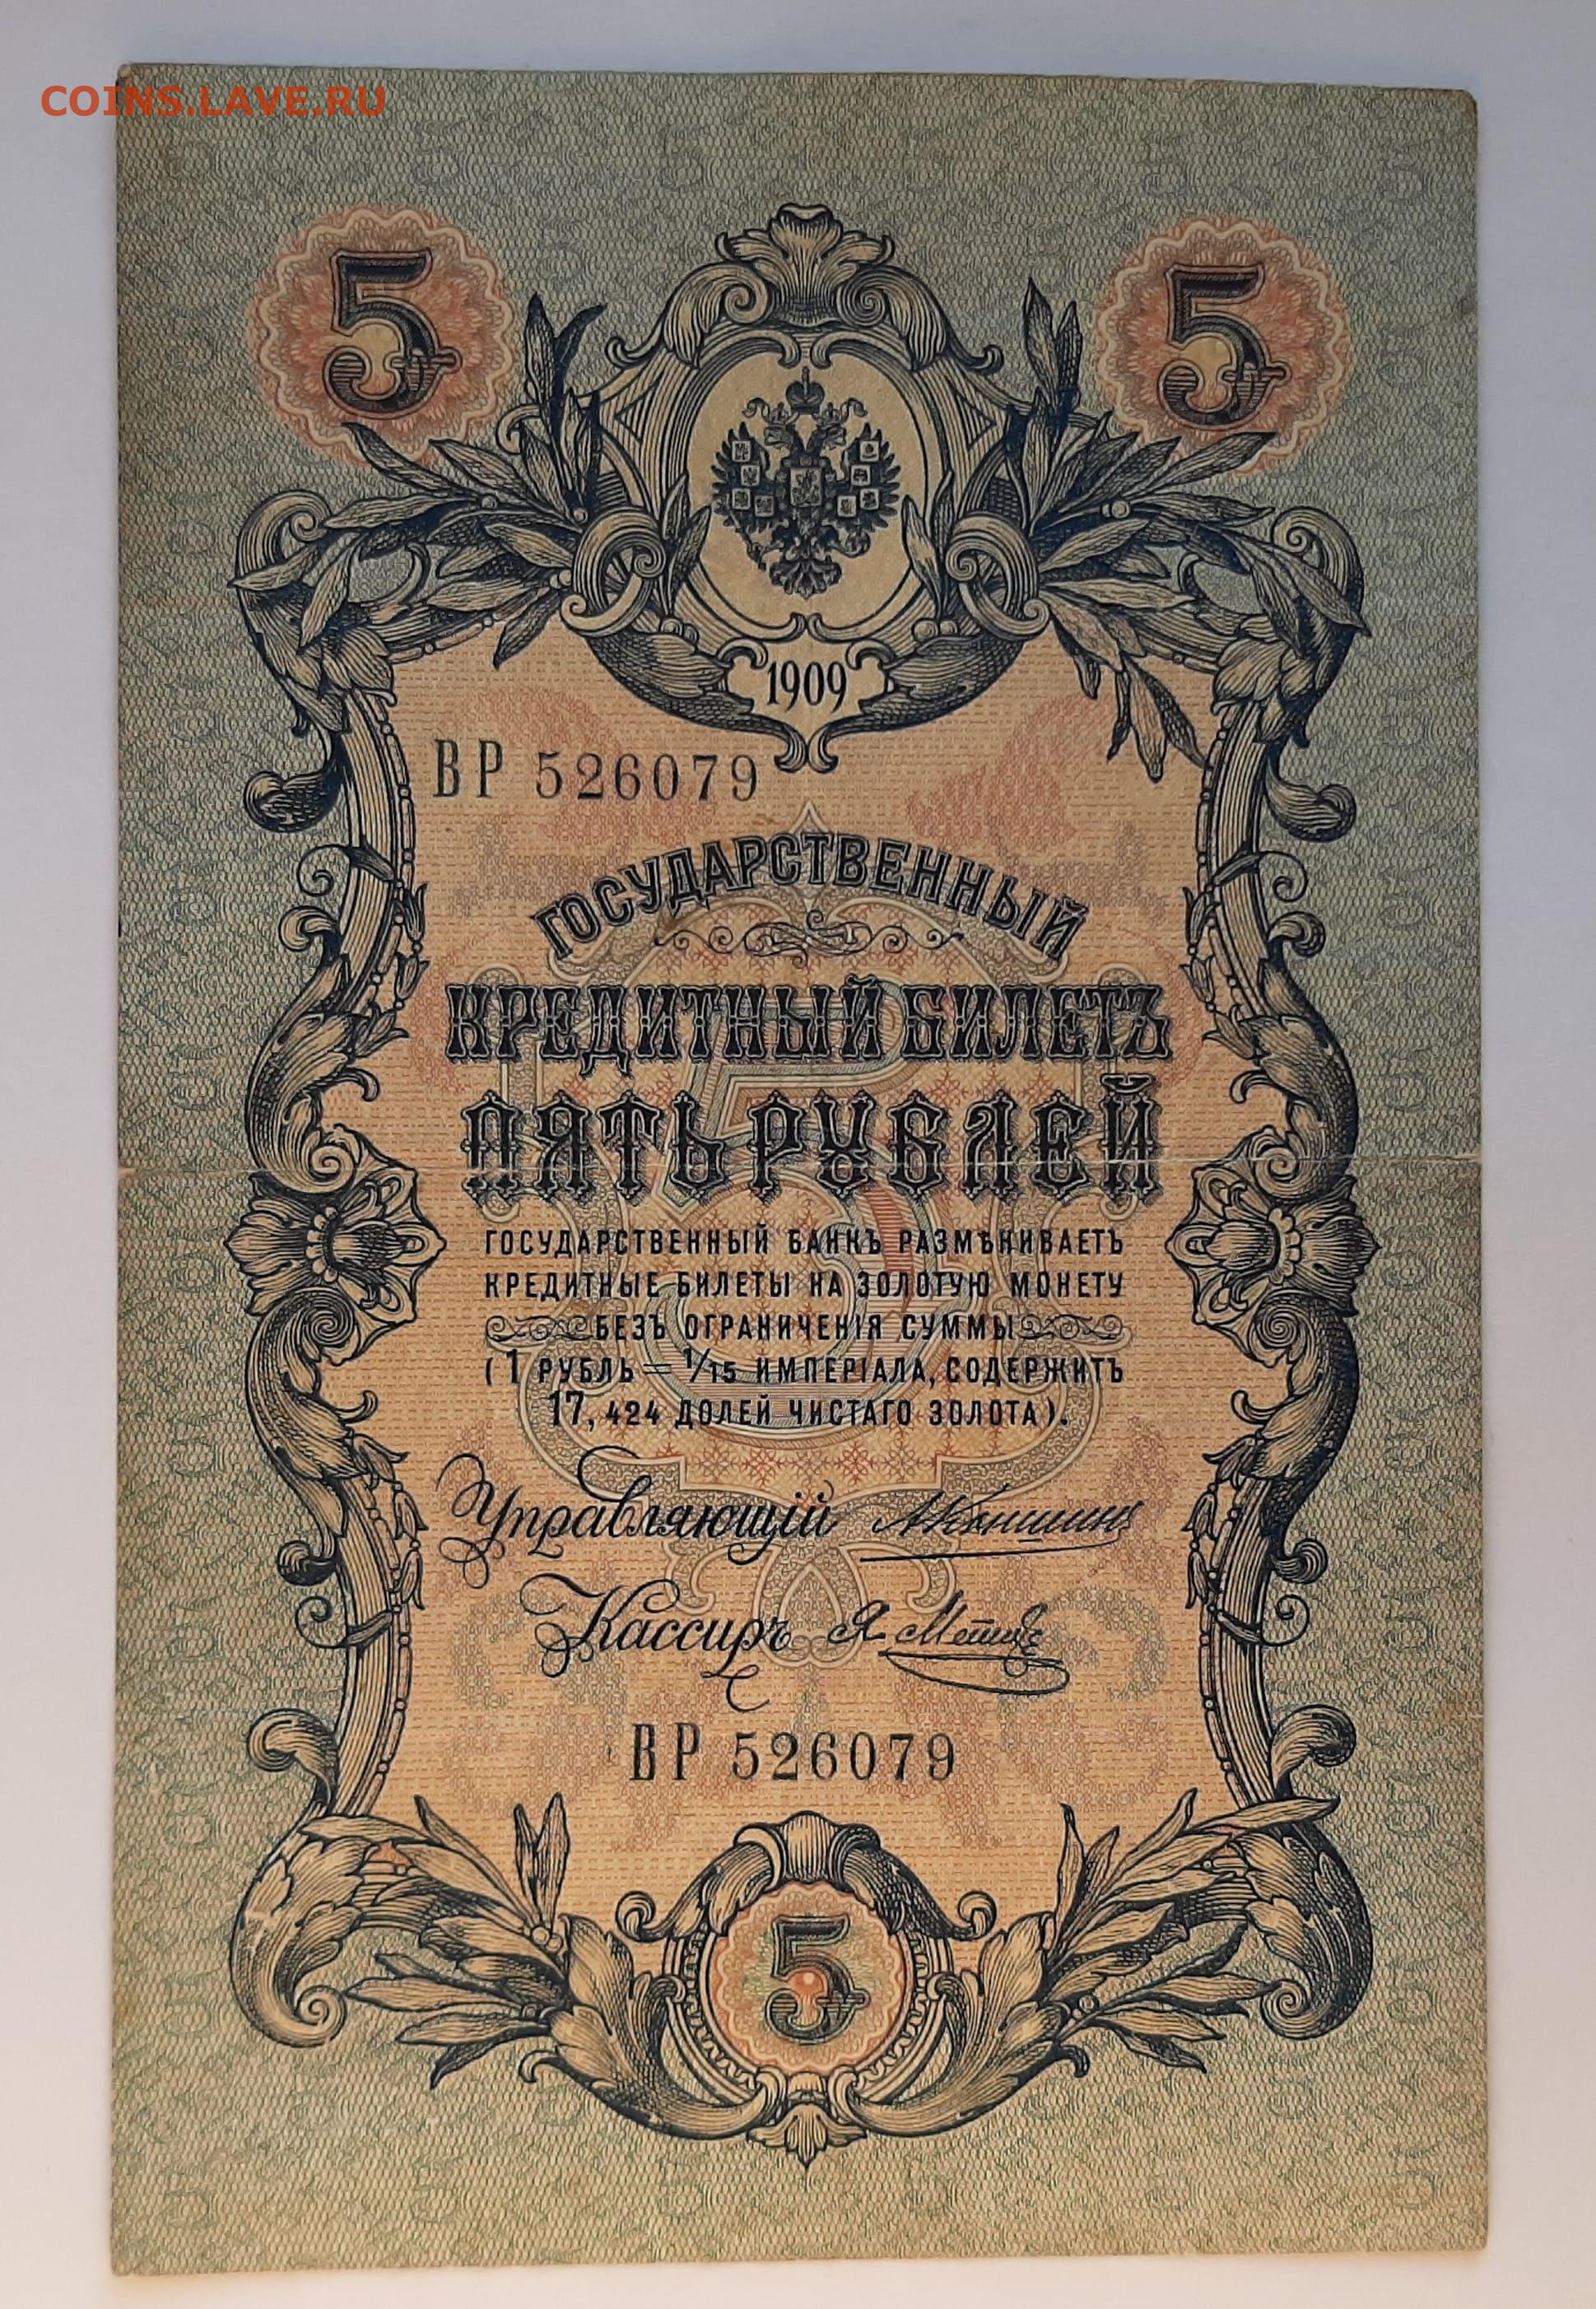 COINS.LAVE.RU
5 5
1909
ВР 526079
ГОСУДАРСТВЕННЫЙ
КРЕДИТНЫЙ БИЛЕТЪ
ПЯТЬ РУБЛЕЙ
ГОСУДАРСТВЕННЫЙ БАНКЪ РАЗМѢНИВАЕТЪ
КРЕДИТНЫЕ БИЛЕТЫ НА ЗОЛОТУЮ МОНЕТУ
БЕЗЪ ОГРАНИЧЕНІЯ СУММЫ
(1 РУБЛЬ = 1/15 ИМПЕРІАЛА, СОДЕРЖИТЪ
17,424 ДОЛЕЙ ЧИСТАГО ЗОЛОТА).
Управляющій АКоншинъ
Кассиръ Я. Метцъ
ВР 526079
5